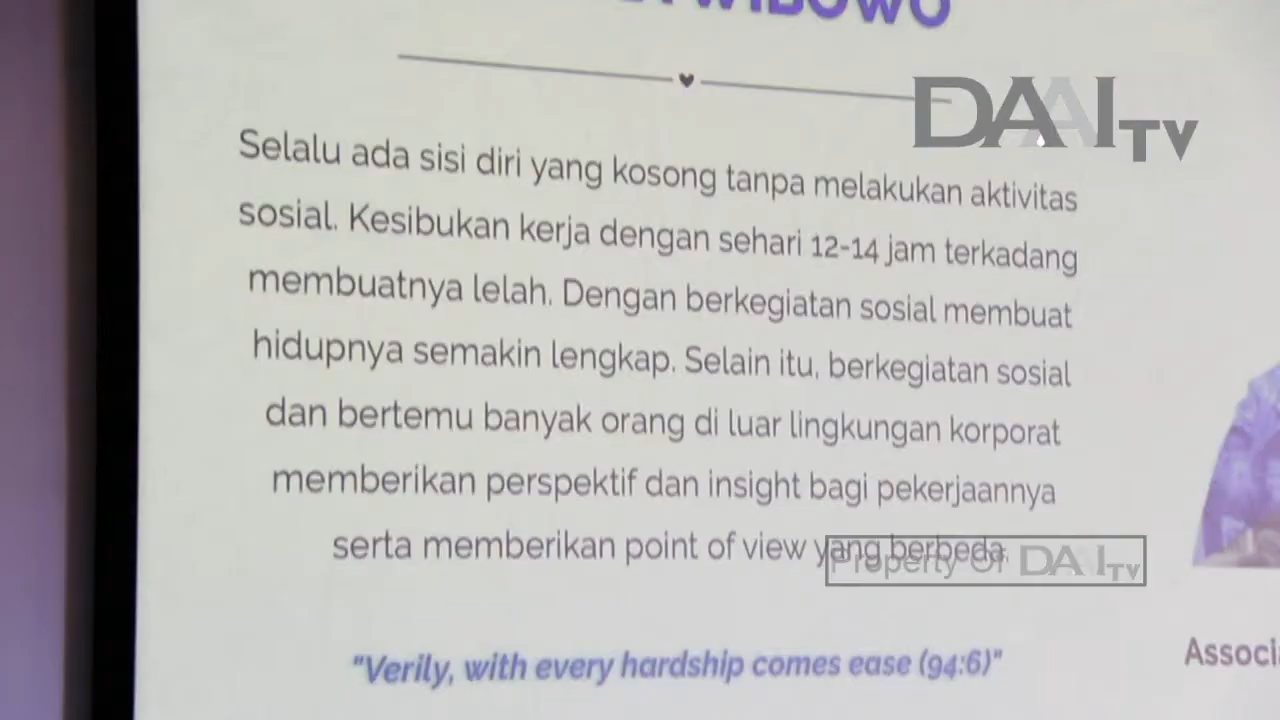 WIBOWO
DAAI TV
Selalu ada sisi diri yang kosong tanpa melakukan aktivitas
sosial. Kesibukan kerja dengan sehari 12-14 jam terkadang
membuatnya lelah. Dengan berkegiatan sosial membuat
hidupnya semakin lengkap. Selain itu, berkegiatan sosial
dan bertemu banyak orang di luar lingkungan korporat
memberikan perspektif dan insight bagi pekerjaannya
serta memberikan point of view yang berbeda.
Property Of DAAI TV
"Verily, with every hardship comes ease (94:6)"